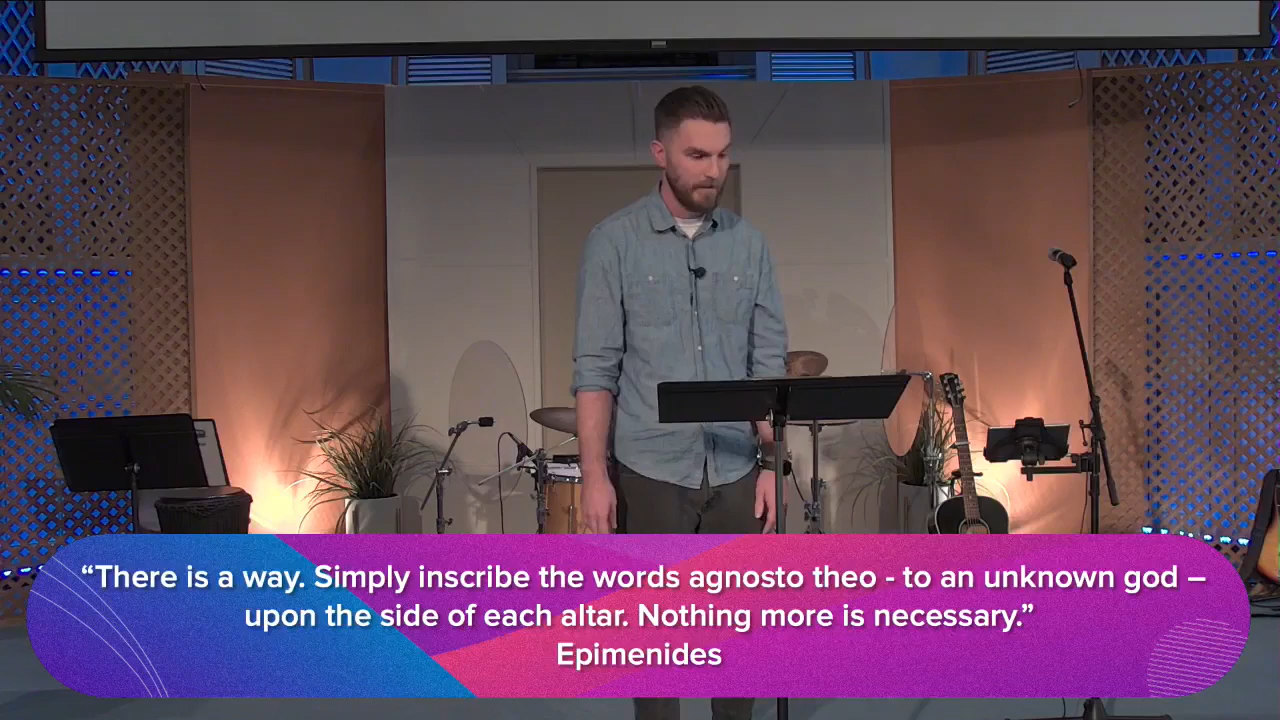 “There is a way. Simply inscribe the words agnosto theo - to an unknown god –
upon the side of each altar. Nothing more is necessary.”
Epimenides